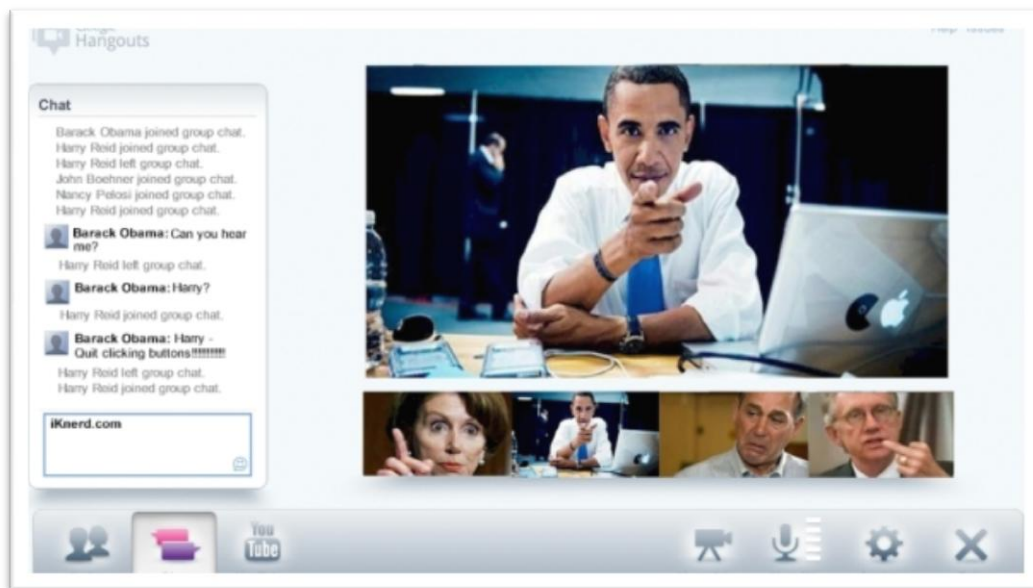 Hangouts
Chat
Barack Obama joined group chat.
Harry Reid joined group chat.
Harry Reid left group chat.
John Boehner joined group chat.
Nancy Pelosi joined group chat.
Harry Reid joined group chat.
Barack Obama: Can you hear
me?
Harry Reid left group chat.
Barack Obama: Harry?
Harry Reid joined group chat.
Barack Obama: Harry -
Quit clicking buttons!!!!!!!!!!
Harry Reid left group chat.
Harry Reid joined group chat.
iKnerd.com
You
Tube